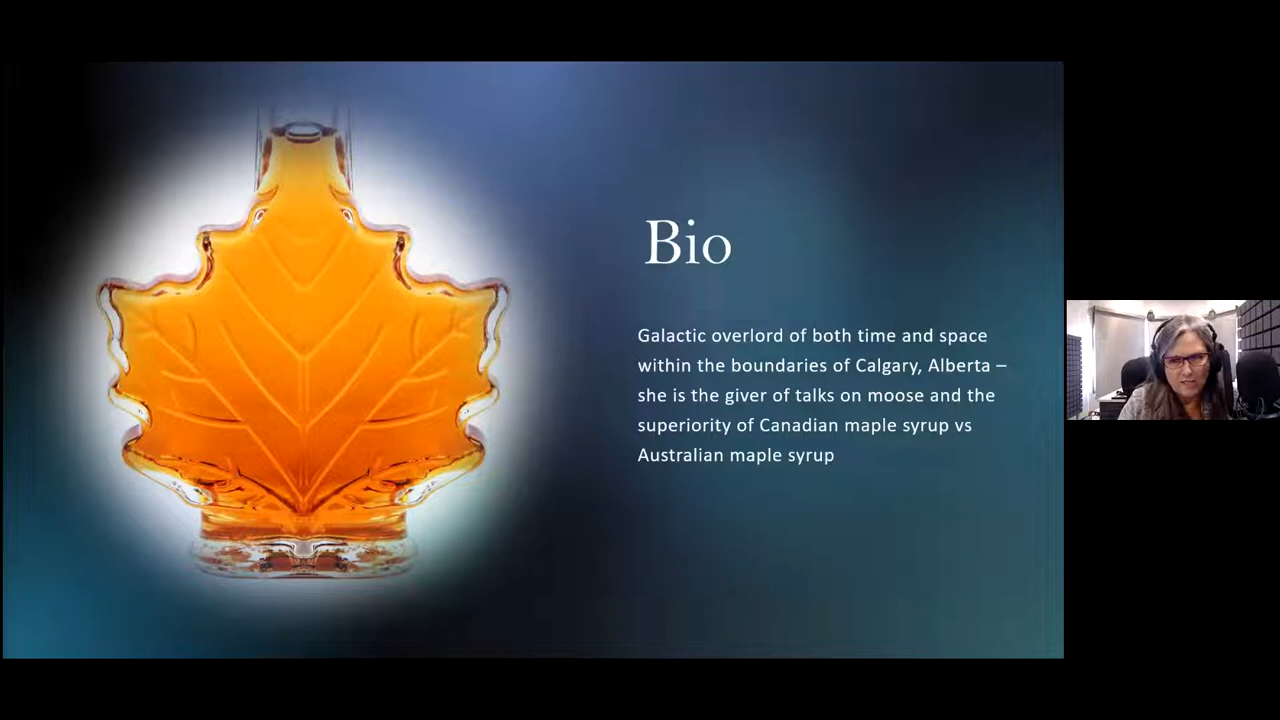 Bio
Galactic overlord of both time and space
within the boundaries of Calgary, Alberta –
she is the giver of talks on moose and the
superiority of Canadian maple syrup vs
Australian maple syrup